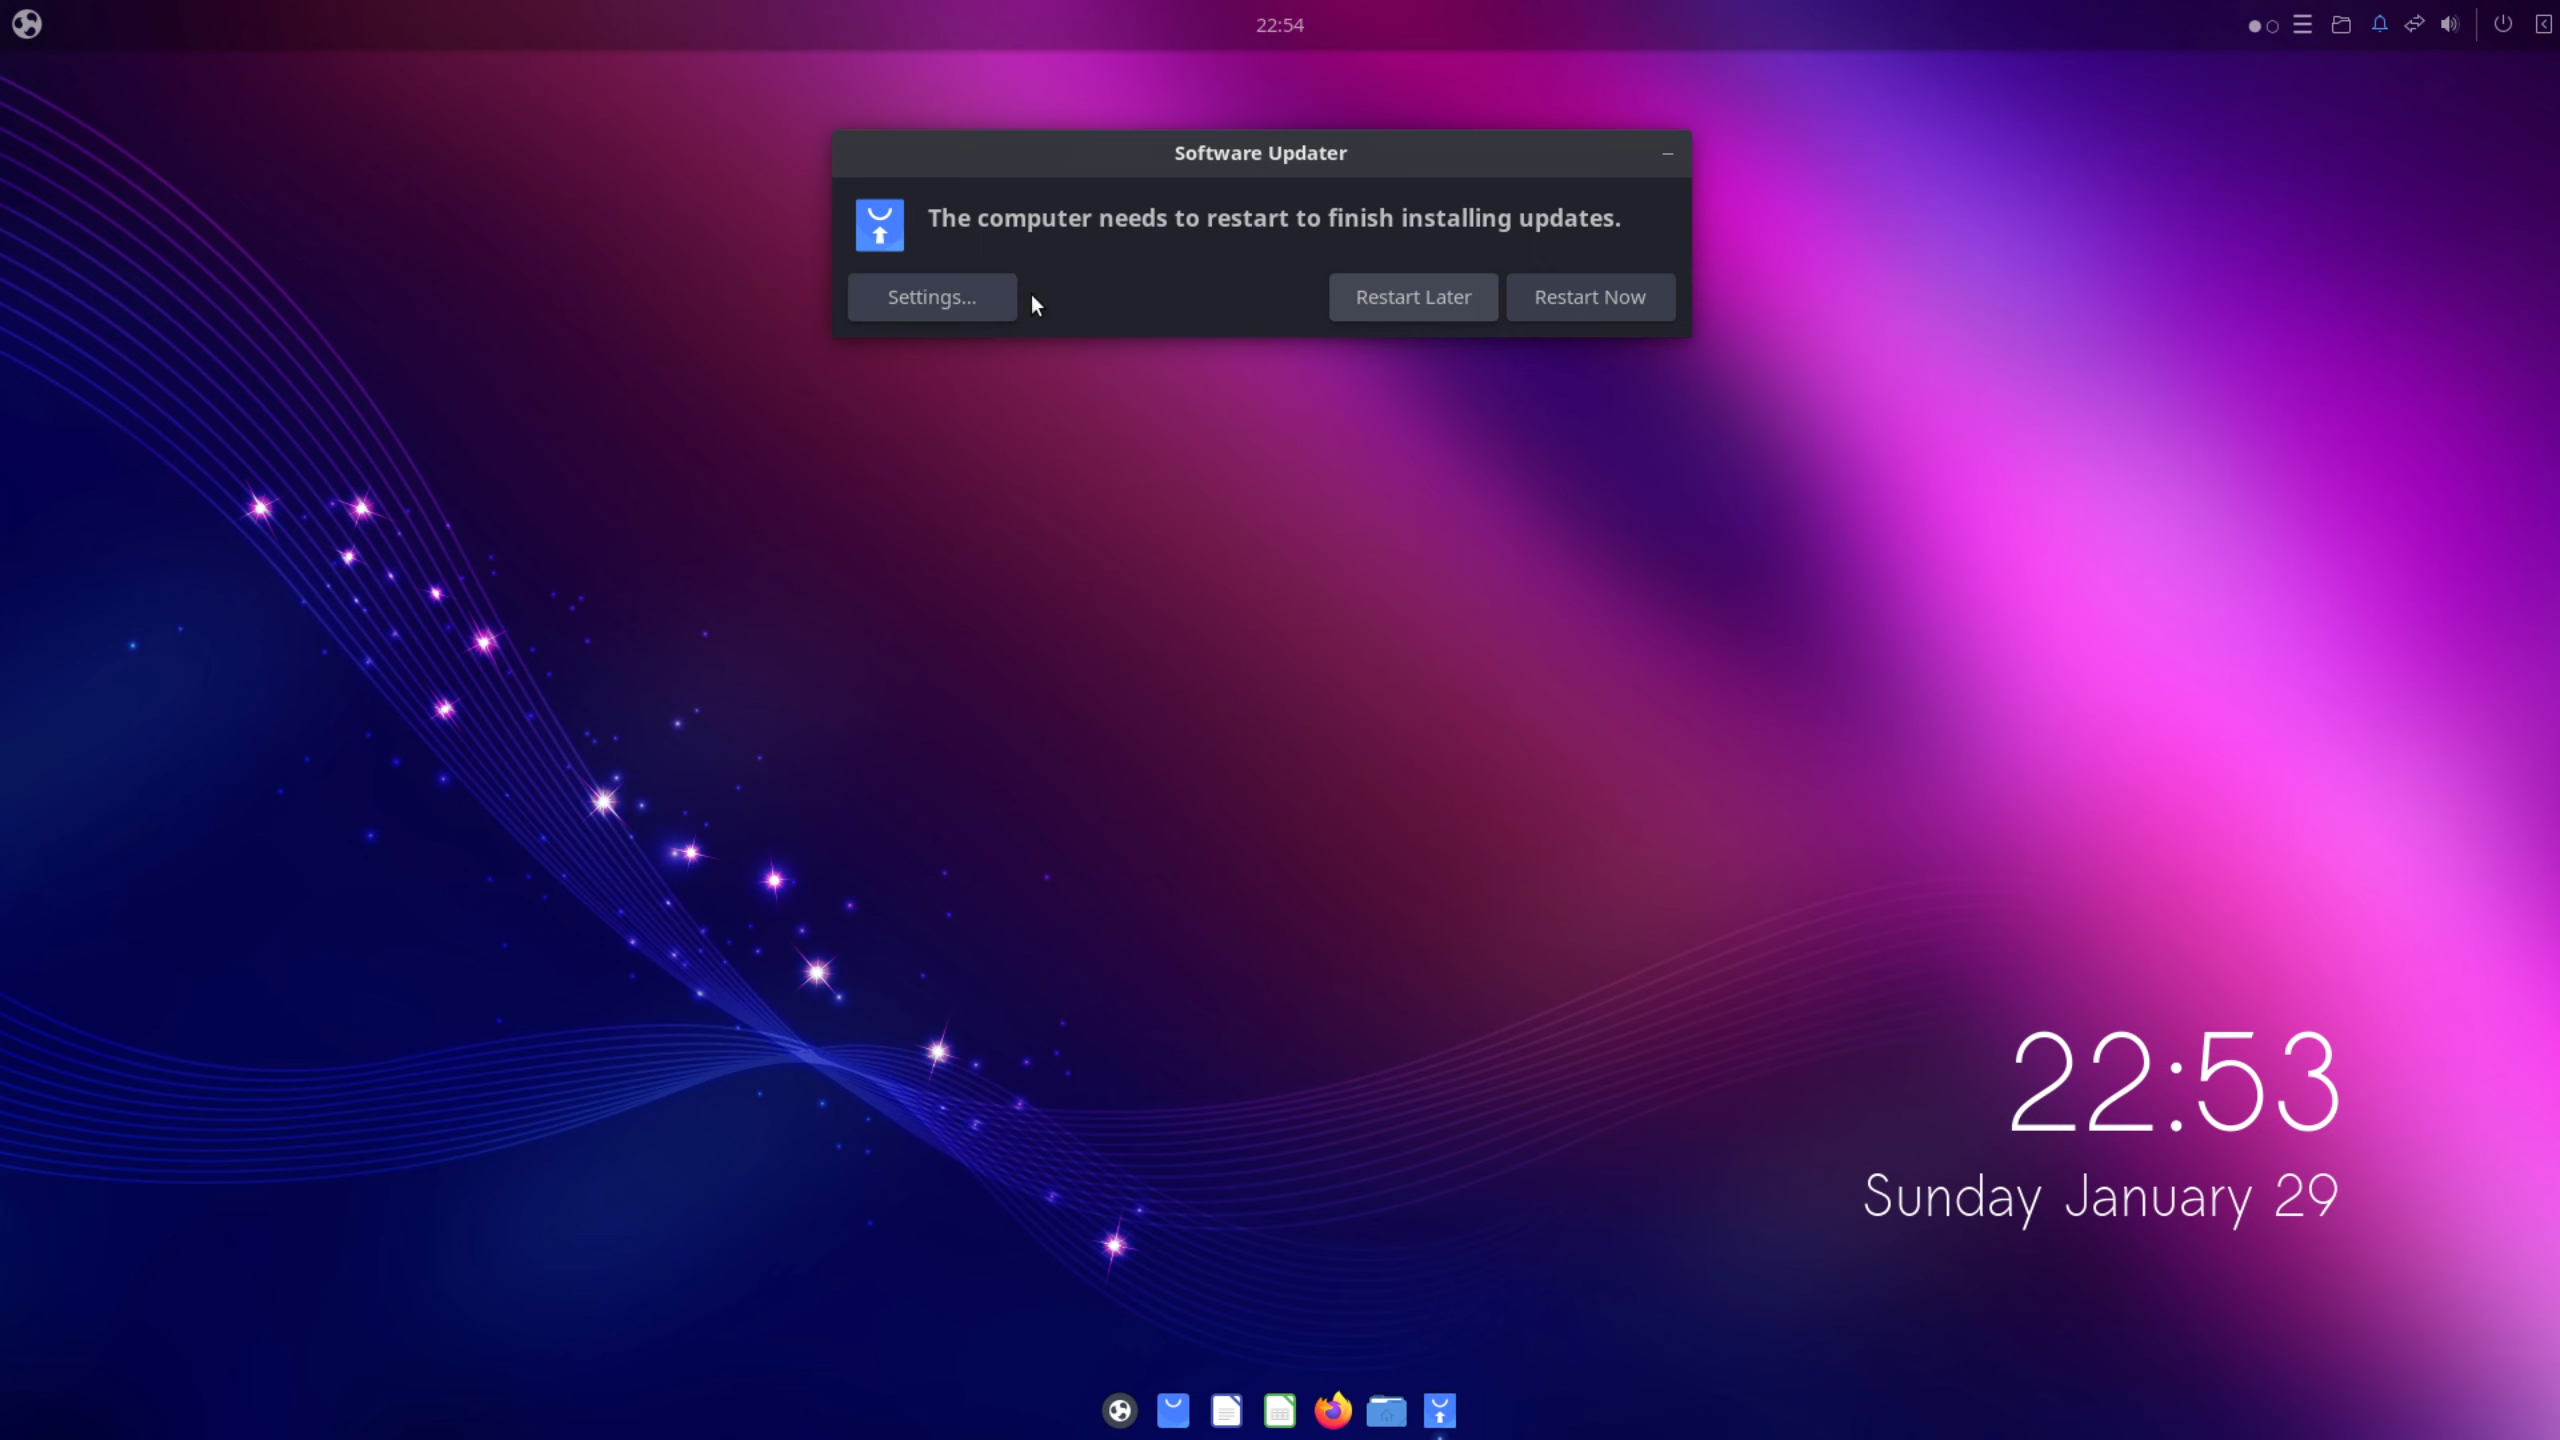 22:54
Software Updater
The computer needs to restart to finish installing updates.
Settings...
Restart Later
Restart Now
22:53
Sunday January 29